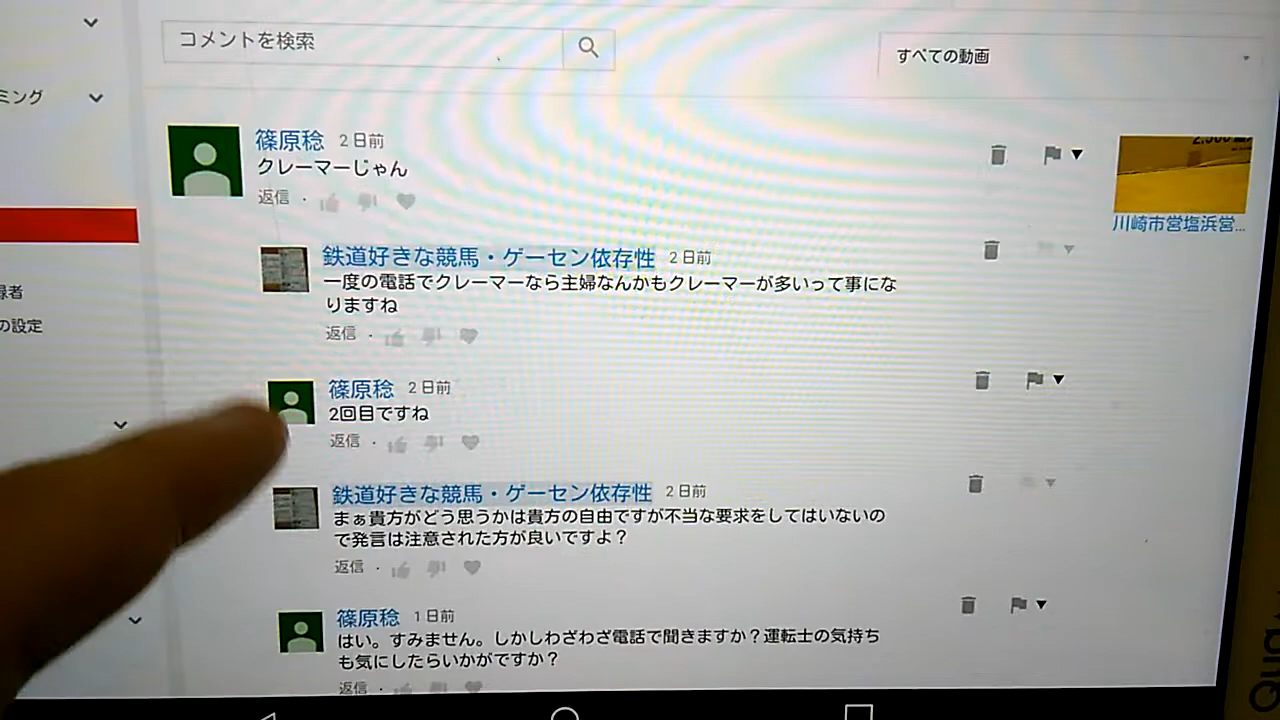 コメントを検索
すべての動画
ミング
篠原稔 2日前
クレーマーじゃん
返信 ·
川崎市営塩浜営...
鉄道好きな競馬・ゲーセン依存性 2日前
一度の電話でクレーマーなら主婦なんかもクレーマーが多いって事にな
りますね
返信 ·
録者
の設定
篠原稔 2日前
2回目ですね
返信 ·
鉄道好きな競馬・ゲーセン依存性 2日前
まぁ貴方がどう思うかは貴方の自由ですが不当な要求をしてはいないの
で発言は注意された方が良いですよ?
返信 ·
篠原稔 1日前
はい。すみません。しかしわざわざ電話で聞きますか?運転士の気持ち
も気にしたらいかがですか?
返信 ·